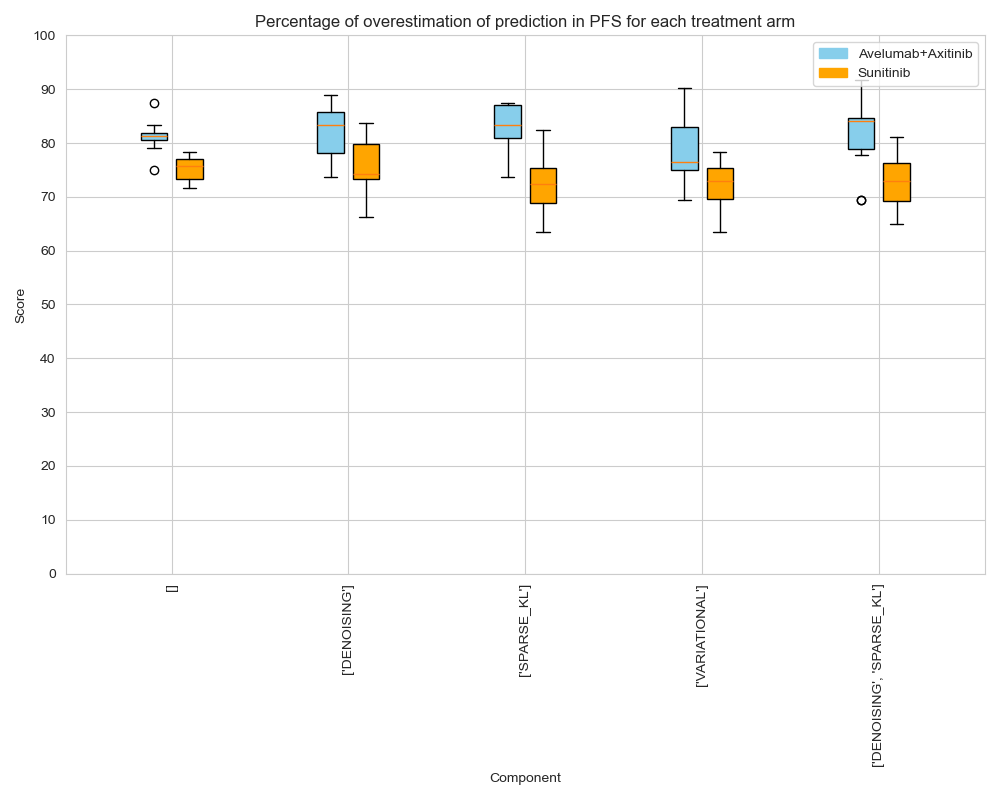 Percentage of overestimation of prediction in PFS for each treatment arm
100
90
80
70
60
50
40
30
20
10
0
Score
Avelumab+Axitinib
Sunitinib
[]
['DENOISING']
['SPARSE_KL']
['VARIATIONAL']
['DENOISING', 'SPARSE_KL']
Component